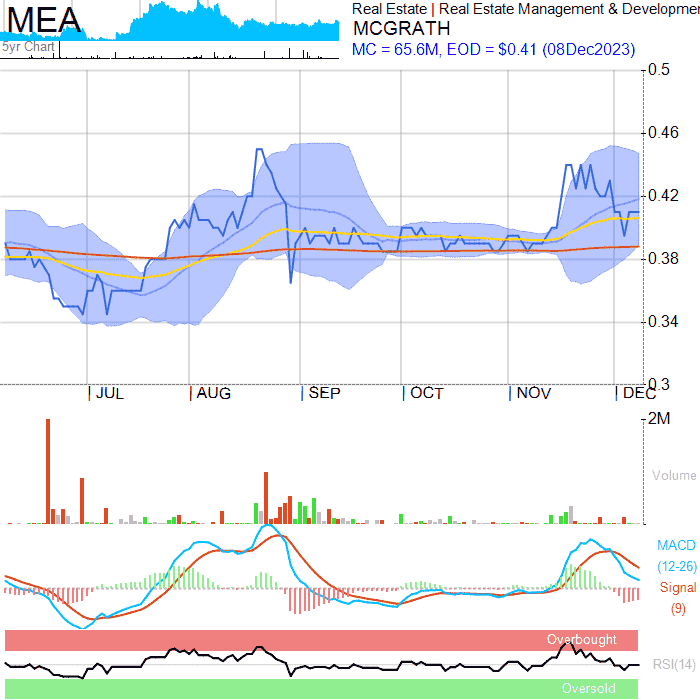 MEA
5yr Chart
Real Estate | Real Estate Management & Developmen
MCGRATH
MC = 65.6M, EOD = $0.41 (08Dec2023)
0.5
0.46
0.42
0.38
0.34
0.3
JUL AUG SEP OCT NOV DEC
2M
Volume
MACD
(12-26)
Signal
(9)
Overbought
RSI(14)
Oversold